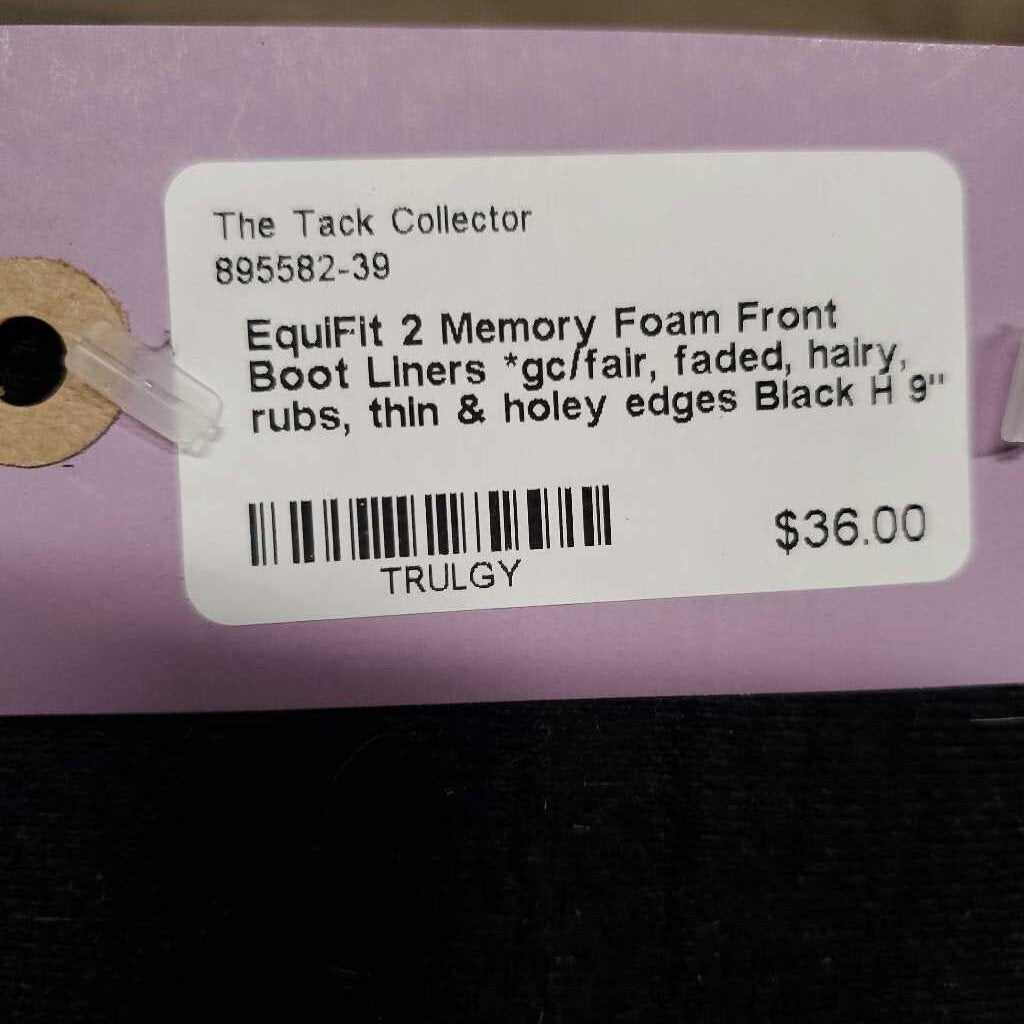 The Tack Collector
895582-39
EquiFit 2 Memory Foam Front
Boot Liners *gc/fair, faded, hairy,
rubs, thin & holey edges Black H 9"
TRULGY
$36.00